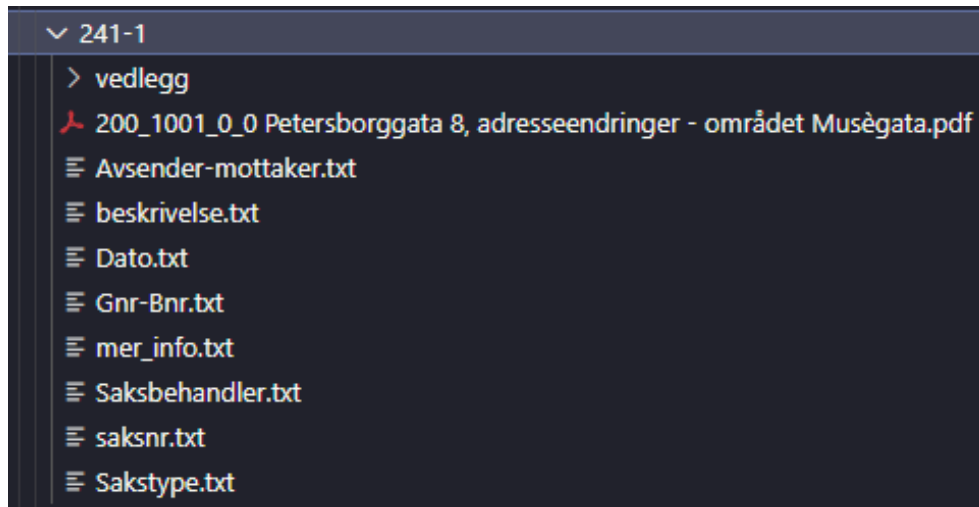 241-1
vedlegg
200_1001_0_0 Petersborggata 8, adresseendringer - området Musègata.pdf
Avsender-mottaker.txt
beskrivelse.txt
Dato.txt
Gnr-Bnr.txt
mer_info.txt
Saksbehandler.txt
saksnr.txt
Sakstype.txt